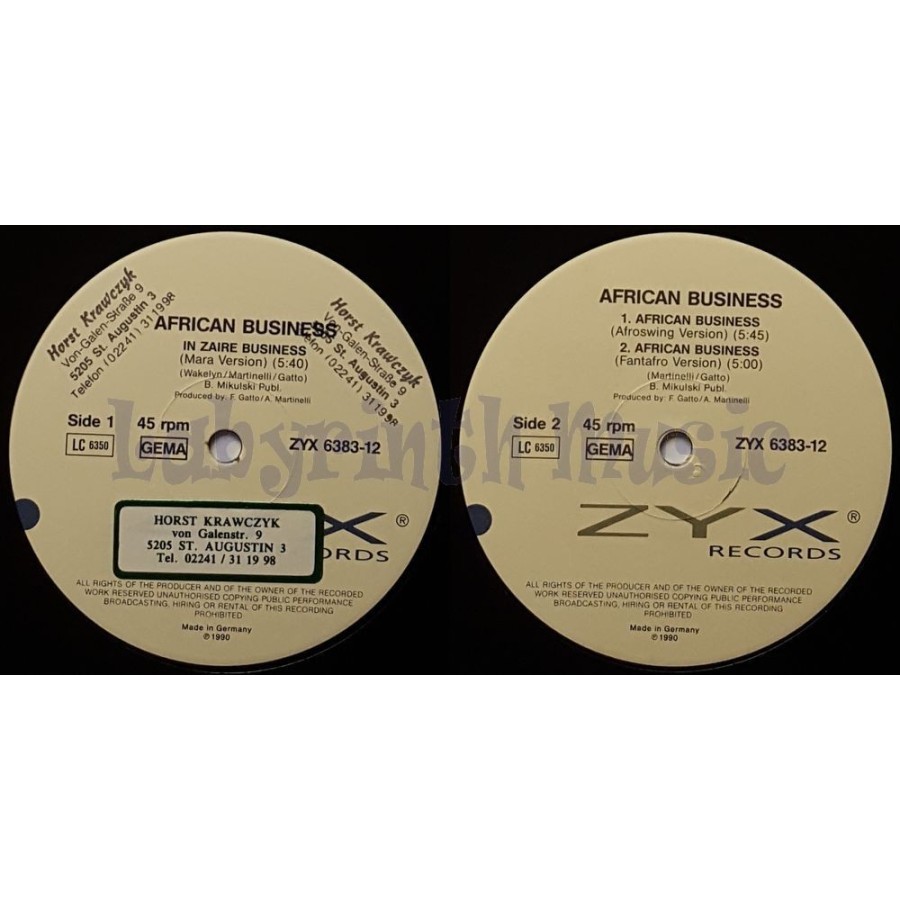 Horst Krawczyk
Von-Galen-Straße 9
5205 St. Augustin 3
Telefon (02241) 311998
AFRICAN BUSINESS
IN ZAIRE BUSINESS
(Mara Version) (5:40)
(Wakelyn/Martinelli/Gatto)
B. Mikulski Publ.
Produced by: F. Gatto/A. Martinelli
Horst Krawczyk
Von-Galen-Straße 9
5205 St. Augustin 3
Telefon (02241) 311998
Side 1 45 rpm
LC 6350 GEMA ZYX 6383-12
HORST KRAWCZYK
von Galenstr. 9
5205 ST. AUGUSTIN 3
Tel. 02241 / 31 19 98
YX ®
RECORDS
ALL RIGHTS OF THE PRODUCER AND OF THE OWNER OF THE RECORDED
WORK RESERVED UNAUTHORISED COPYING PUBLIC PERFORMANCE
BROADCASTING, HIRING OR RENTAL OF THIS RECORDING
PROHIBITED
Made in Germany
℗ 1990
AFRICAN BUSINESS
1. AFRICAN BUSINESS
(Afroswing Version) (5:45)
2. AFRICAN BUSINESS
(Fantafro Version) (5:00)
(Martinelli/Gatto)
B. Mikulski Publ.
Produced by: F. Gatto/A. Martinelli
Side 2 45 rpm
LC 6350 GEMA ZYX 6383-12
ZYX ®
RECORDS
ALL RIGHTS OF THE PRODUCER AND OF THE OWNER OF THE RECORDED
WORK RESERVED UNAUTHORISED COPYING PUBLIC PERFORMANCE
BROADCASTING, HIRING OR RENTAL OF THIS RECORDING
PROHIBITED
Made in Germany
℗ 1990
Labyrinth Music